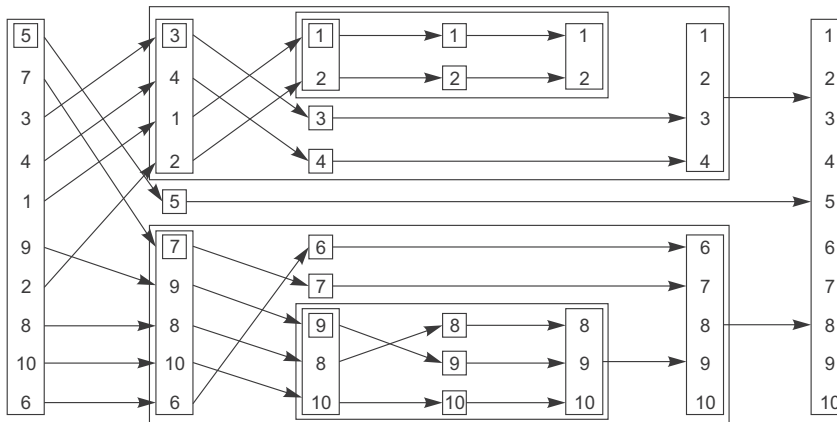 5 3 1 1 1 1 1
7 4 2 2 2 2 2
3 1 3 3 3
4 2 4 4 4
1 5 5
9 7 6 6 6
2 9 7 7 7
8 8 9 8 8 8 8
10 10 8 9 9 9 9
6 6 10 10 10 10 10